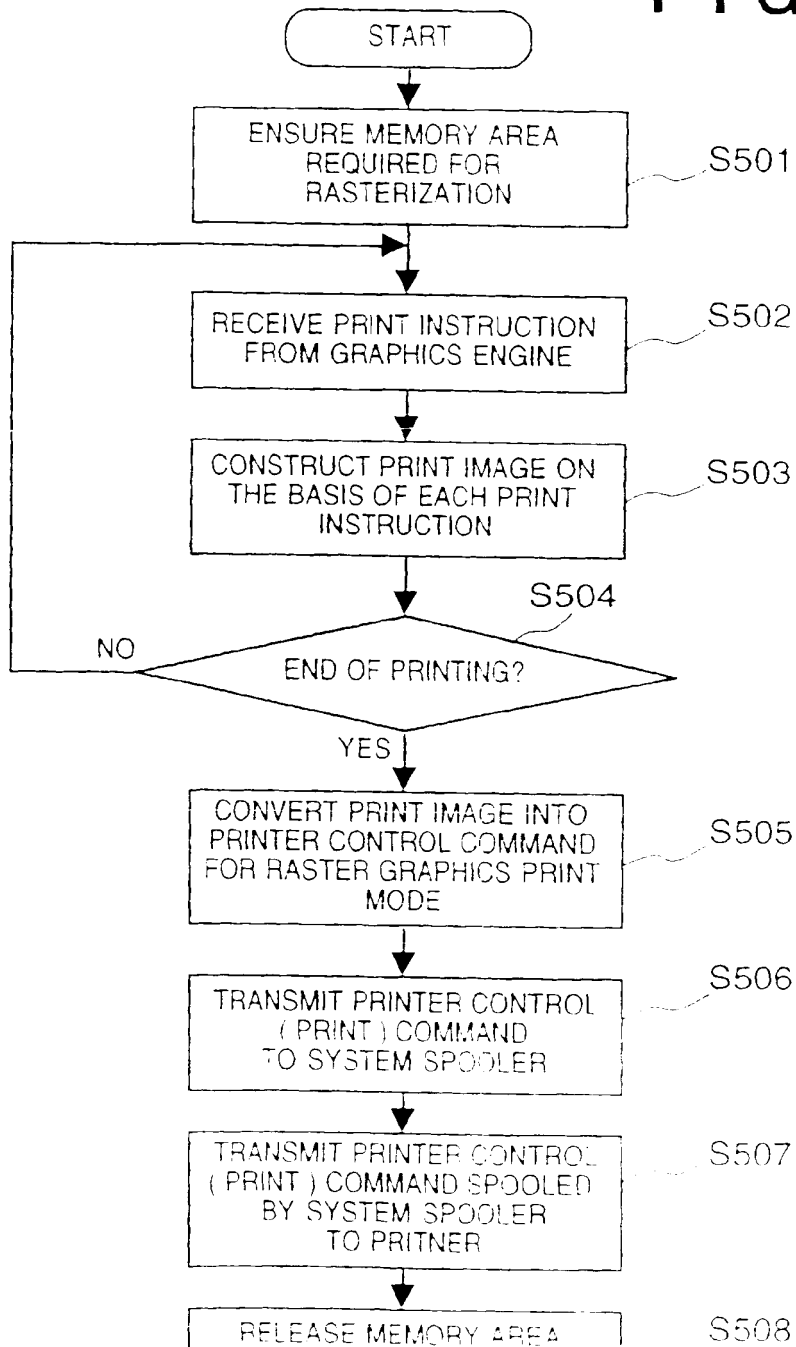 START
ENSURE MEMORY AREA
REQUIRED FOR
RASTERIZATION
S501
RECEIVE PRINT INSTRUCTION
FROM GRAPHICS ENGINE
S502
CONSTRUCT PRINT IMAGE ON
THE BASIS OF EACH PRINT
INSTRUCTION
S503
S504
NO
END OF PRINTING?
YES
CONVERT PRINT IMAGE INTO
PRINTER CONTROL COMMAND
FOR RASTER GRAPHICS PRINT
MODE
S505
TRANSMIT PRINTER CONTROL
( PRINT ) COMMAND
TO SYSTEM SPOOLER
S506
TRANSMIT PRINTER CONTROL
( PRINT ) COMMAND SPOOLED
BY SYSTEM SPOOLER
TO PRITNER
S507
RELEASE MEMORY AREA
S508